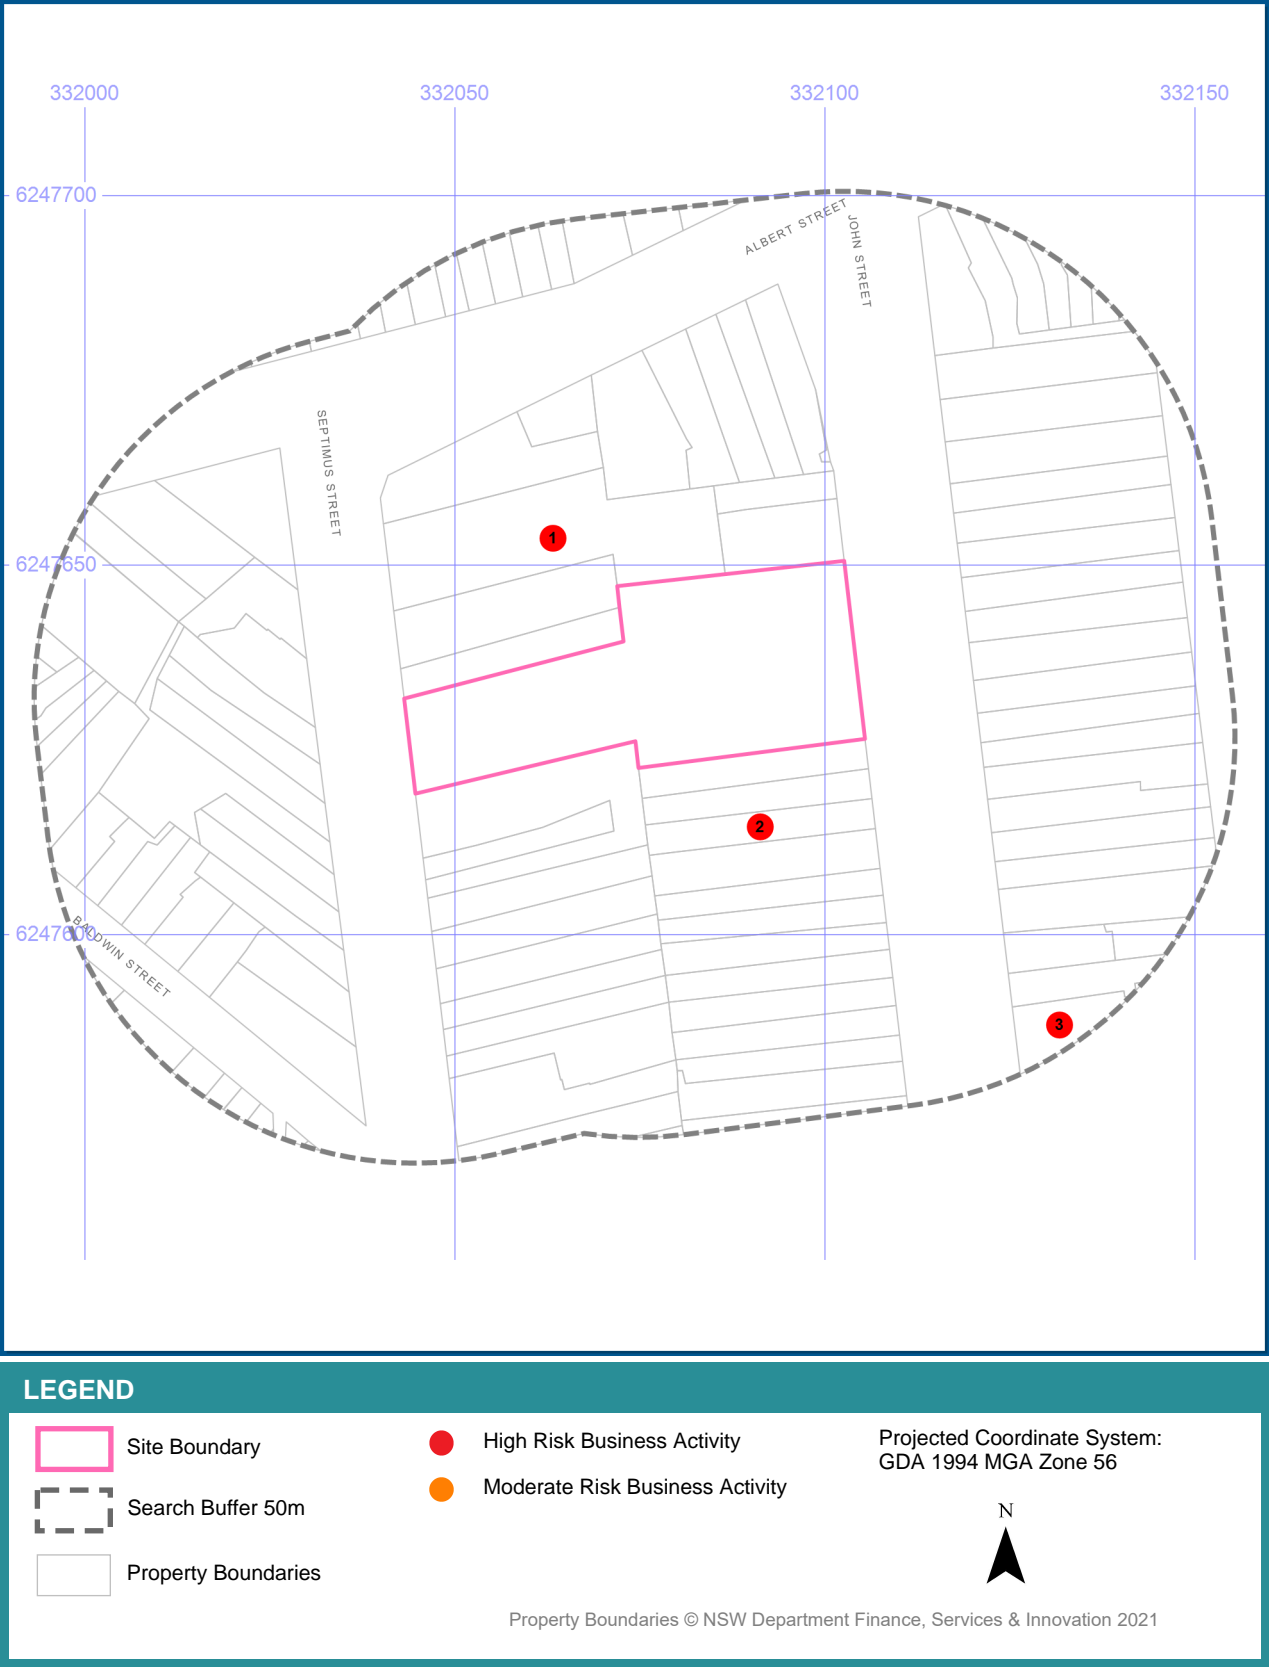 332000
332050
332100
332150
6247700
ALBERT STREET
JOHN STREET
SEPTIMUS STREET
1
6247650
2
6247600
BALDWIN STREET
3
LEGEND
Site Boundary
Search Buffer 50m
Property Boundaries
High Risk Business Activity
Moderate Risk Business Activity
Projected Coordinate System:
GDA 1994 MGA Zone 56
N
Property Boundaries © NSW Department Finance, Services & Innovation 2021